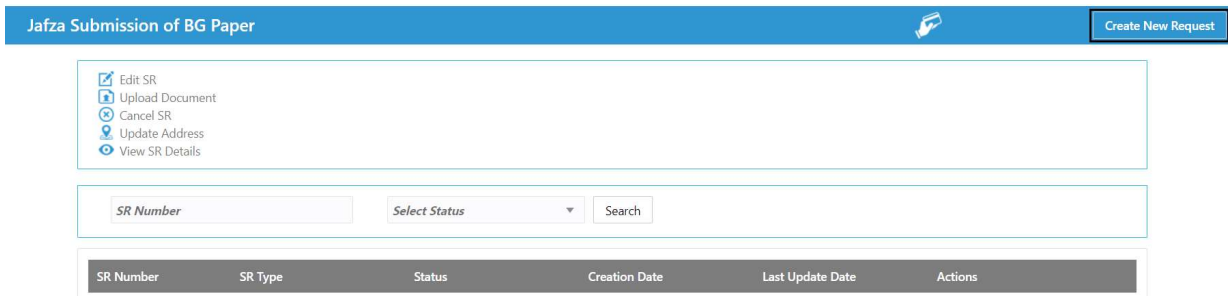 Jafza Submission of BG Paper Create New Request
Edit SR
Upload Document
Cancel SR
Update Address
View SR Details
SR Number Select Status Search
SR Number SR Type Status Creation Date Last Update Date Actions